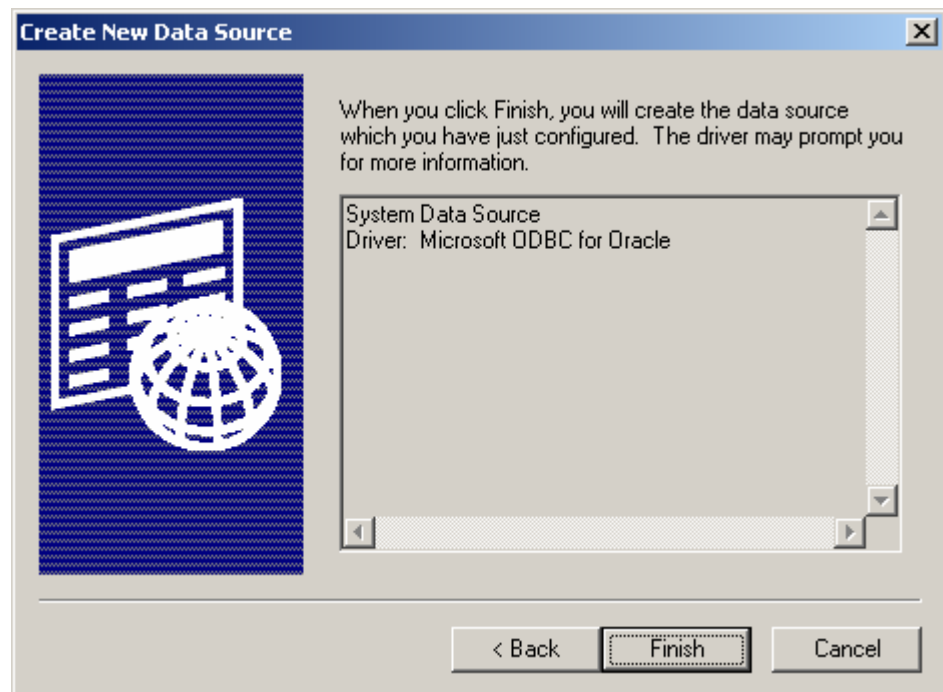 Create New Data Source
When you click Finish, you will create the data source
which you have just configured.  The driver may prompt you
for more information.
System Data Source
Driver:  Microsoft ODBC for Oracle
< Back
Finish
Cancel